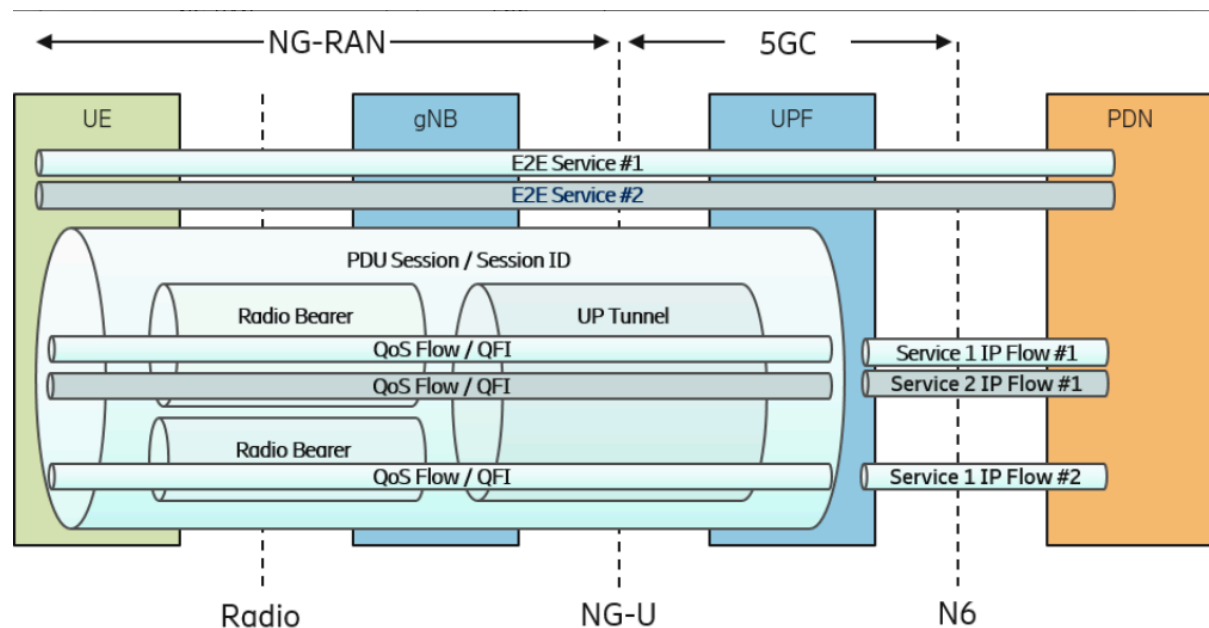 NG-RAN
5GC
UE
gNB
UPF
PDN
E2E Service #1
E2E Service #2
PDU Session / Session ID
Radio Bearer
UP Tunnel
QoS Flow / QFI
Service 1 IP Flow #1
QoS Flow / QFI
Service 2 IP Flow #1
Radio Bearer
QoS Flow / QFI
Service 1 IP Flow #2
Radio
NG-U
N6